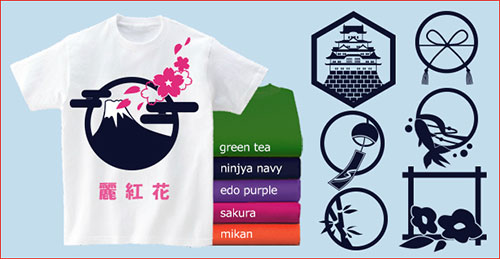 麗紅花
green tea
ninjya navy
edo purple
sakura
mikan